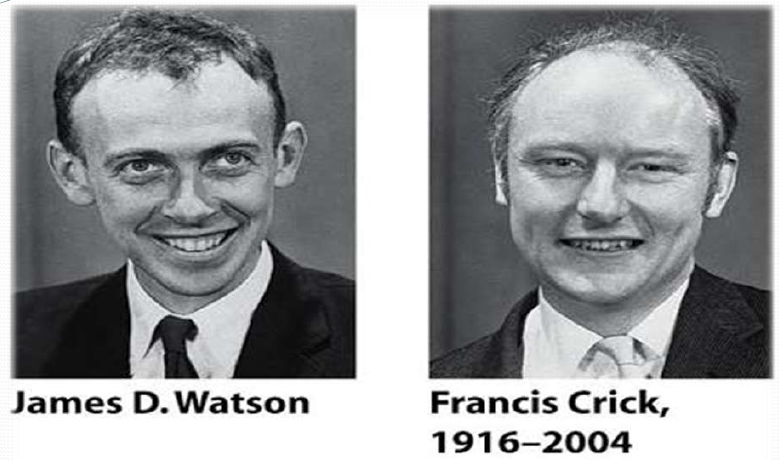 James D. Watson
Francis Crick,
1916–2004